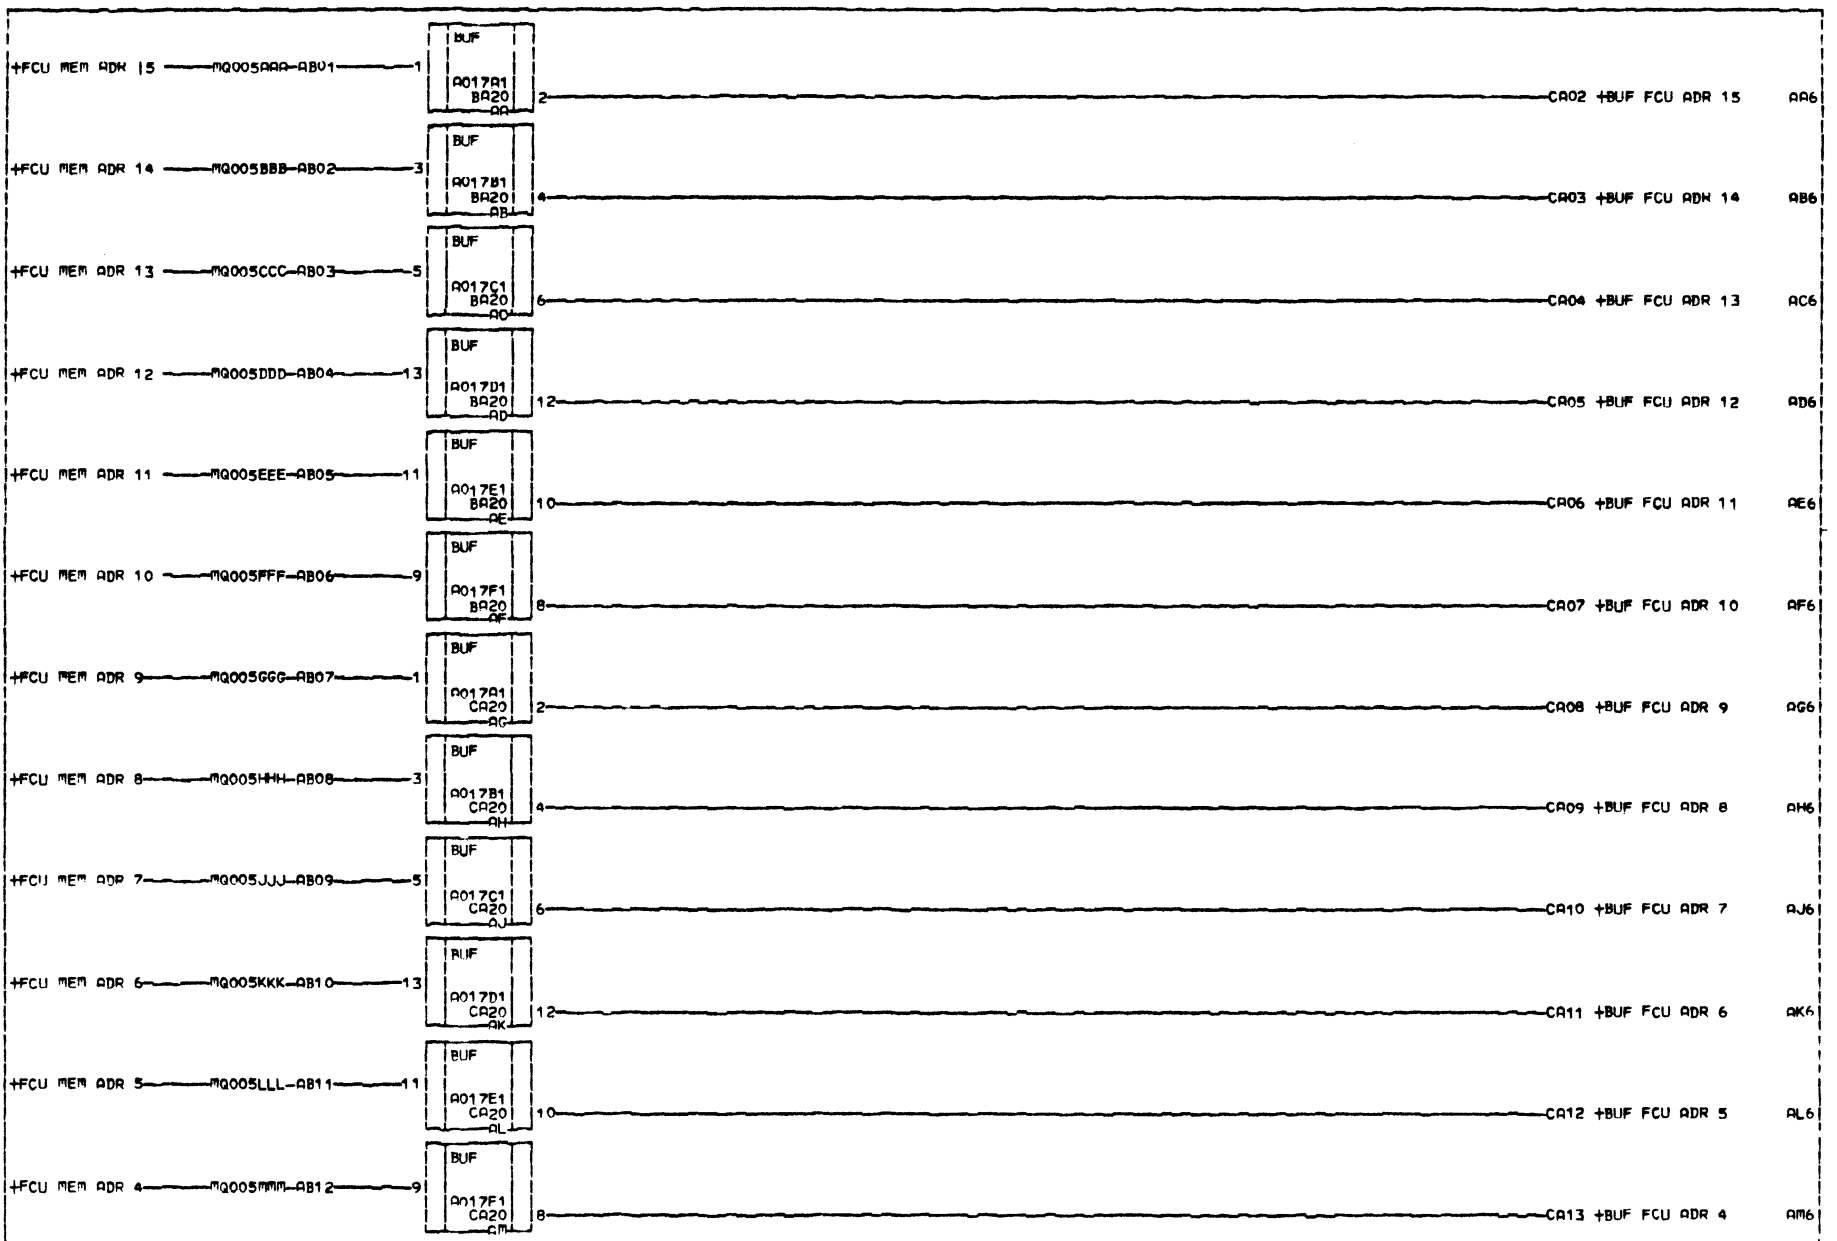 BUF
+FCU MEM ADR 15 MQ005AAA-AB01 1
A017A1
BA20 2 CA02 +BUF FCU ADR 15 AA6
AA
BUF
+FCU MEM ADR 14 MQ005BBB-AB02 3
A017B1
BA20 4 CA03 +BUF FCU ADR 14 AB6
AB
BUF
+FCU MEM ADR 13 MQ005CCC-AB03 5
A017C1
BA20 6 CA04 +BUF FCU ADR 13 AC6
AC
BUF
+FCU MEM ADR 12 MQ005DDD-AB04 13
A017D1
BA20 12 CA05 +BUF FCU ADR 12 AD6
AD
BUF
+FCU MEM ADR 11 MQ005EEE-AB05 11
A017E1
BA20 10 CA06 +BUF FCU ADR 11 AE6
AE
BUF
+FCU MEM ADR 10 MQ005FFF-AB06 9
A017F1
BA20 8 CA07 +BUF FCU ADR 10 AF6
AF
BUF
+FCU MEM ADR 9 MQ005GGG-AB07 1
A017A1
CA20 2 CA08 +BUF FCU ADR 9 AG6
AG
BUF
+FCU MEM ADR 8 MQ005HHH-AB08 3
A017B1
CA20 4 CA09 +BUF FCU ADR 8 AH6
AH
BUF
+FCU MEM ADR 7 MQ005JJJ-AB09 5
A017C1
CA20 6 CA10 +BUF FCU ADR 7 AJ6
AJ
BUF
+FCU MEM ADR 6 MQ005KKK-AB10 13
A017D1
CA20 12 CA11 +BUF FCU ADR 6 AK6
AK
BUF
+FCU MEM ADR 5 MQ005LLL-AB11 11
A017E1
CA20 10 CA12 +BUF FCU ADR 5 AL6
AL
BUF
+FCU MEM ADR 4 MQ005MMM-AB12 9
A017F1
CA20 8 CA13 +BUF FCU ADR 4 AM6
AM